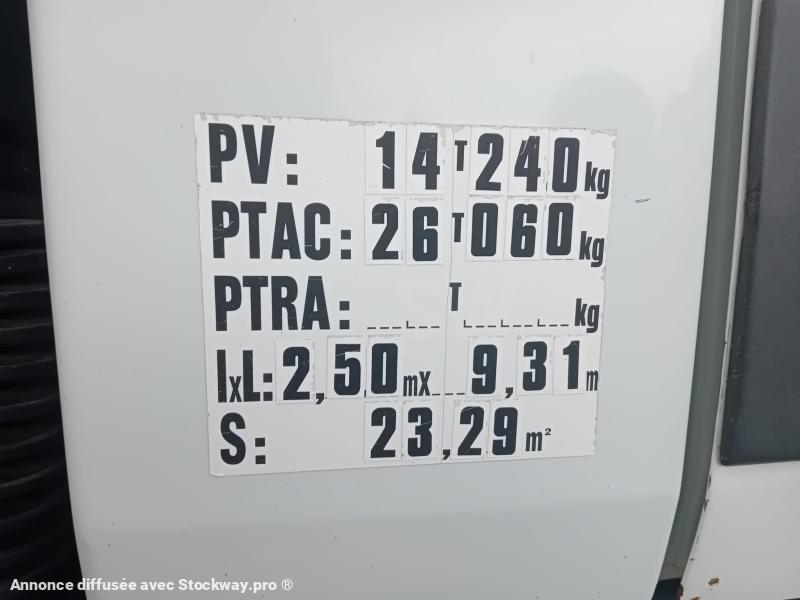 PV: 14 T 240 kg
PTAC: 26 T 060 kg
PTRA: T kg
lxL: 2,50 mx 9,31 m
S: 23,29 m²
Annonce diffusée avec Stockway.pro ®